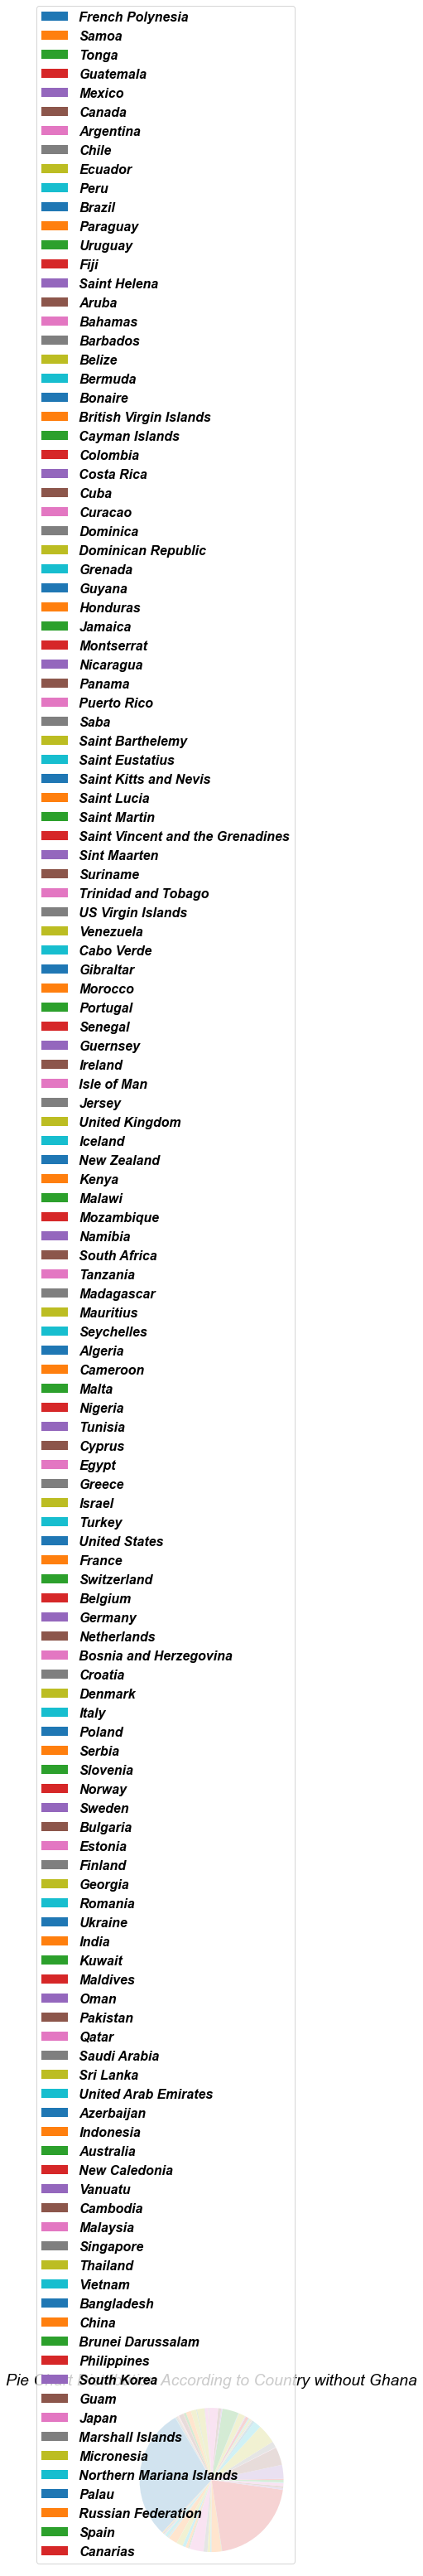 French Polynesia
Samoa
Tonga
Guatemala
Mexico
Canada
Argentina
Chile
Ecuador
Peru
Brazil
Paraguay
Uruguay
Fiji
Saint Helena
Aruba
Bahamas
Barbados
Belize
Bermuda
Bonaire
British Virgin Islands
Cayman Islands
Colombia
Costa Rica
Cuba
Curacao
Dominica
Dominican Republic
Grenada
Guyana
Honduras
Jamaica
Montserrat
Nicaragua
Panama
Puerto Rico
Saba
Saint Barthelemy
Saint Eustatius
Saint Kitts and Nevis
Saint Lucia
Saint Martin
Saint Vincent and the Grenadines
Sint Maarten
Suriname
Trinidad and Tobago
US Virgin Islands
Venezuela
Cabo Verde
Gibraltar
Morocco
Portugal
Senegal
Guernsey
Ireland
Isle of Man
Jersey
United Kingdom
Iceland
New Zealand
Kenya
Malawi
Mozambique
Namibia
South Africa
Tanzania
Madagascar
Mauritius
Seychelles
Algeria
Cameroon
Malta
Nigeria
Tunisia
Cyprus
Egypt
Greece
Israel
Turkey
United States
France
Switzerland
Belgium
Germany
Netherlands
Bosnia and Herzegovina
Croatia
Denmark
Italy
Poland
Serbia
Slovenia
Norway
Sweden
Bulgaria
Estonia
Finland
Georgia
Romania
Ukraine
India
Kuwait
Maldives
Oman
Pakistan
Qatar
Saudi Arabia
Sri Lanka
United Arab Emirates
Azerbaijan
Indonesia
Australia
New Caledonia
Vanuatu
Cambodia
Malaysia
Singapore
Thailand
Vietnam
Bangladesh
China
Brunei Darussalam
Philippines
South Korea
Pie According to Country without Ghana
Guam
Japan
Marshall Islands
Micronesia
Northern Mariana Islands
Palau
Russian Federation
Spain
Canarias